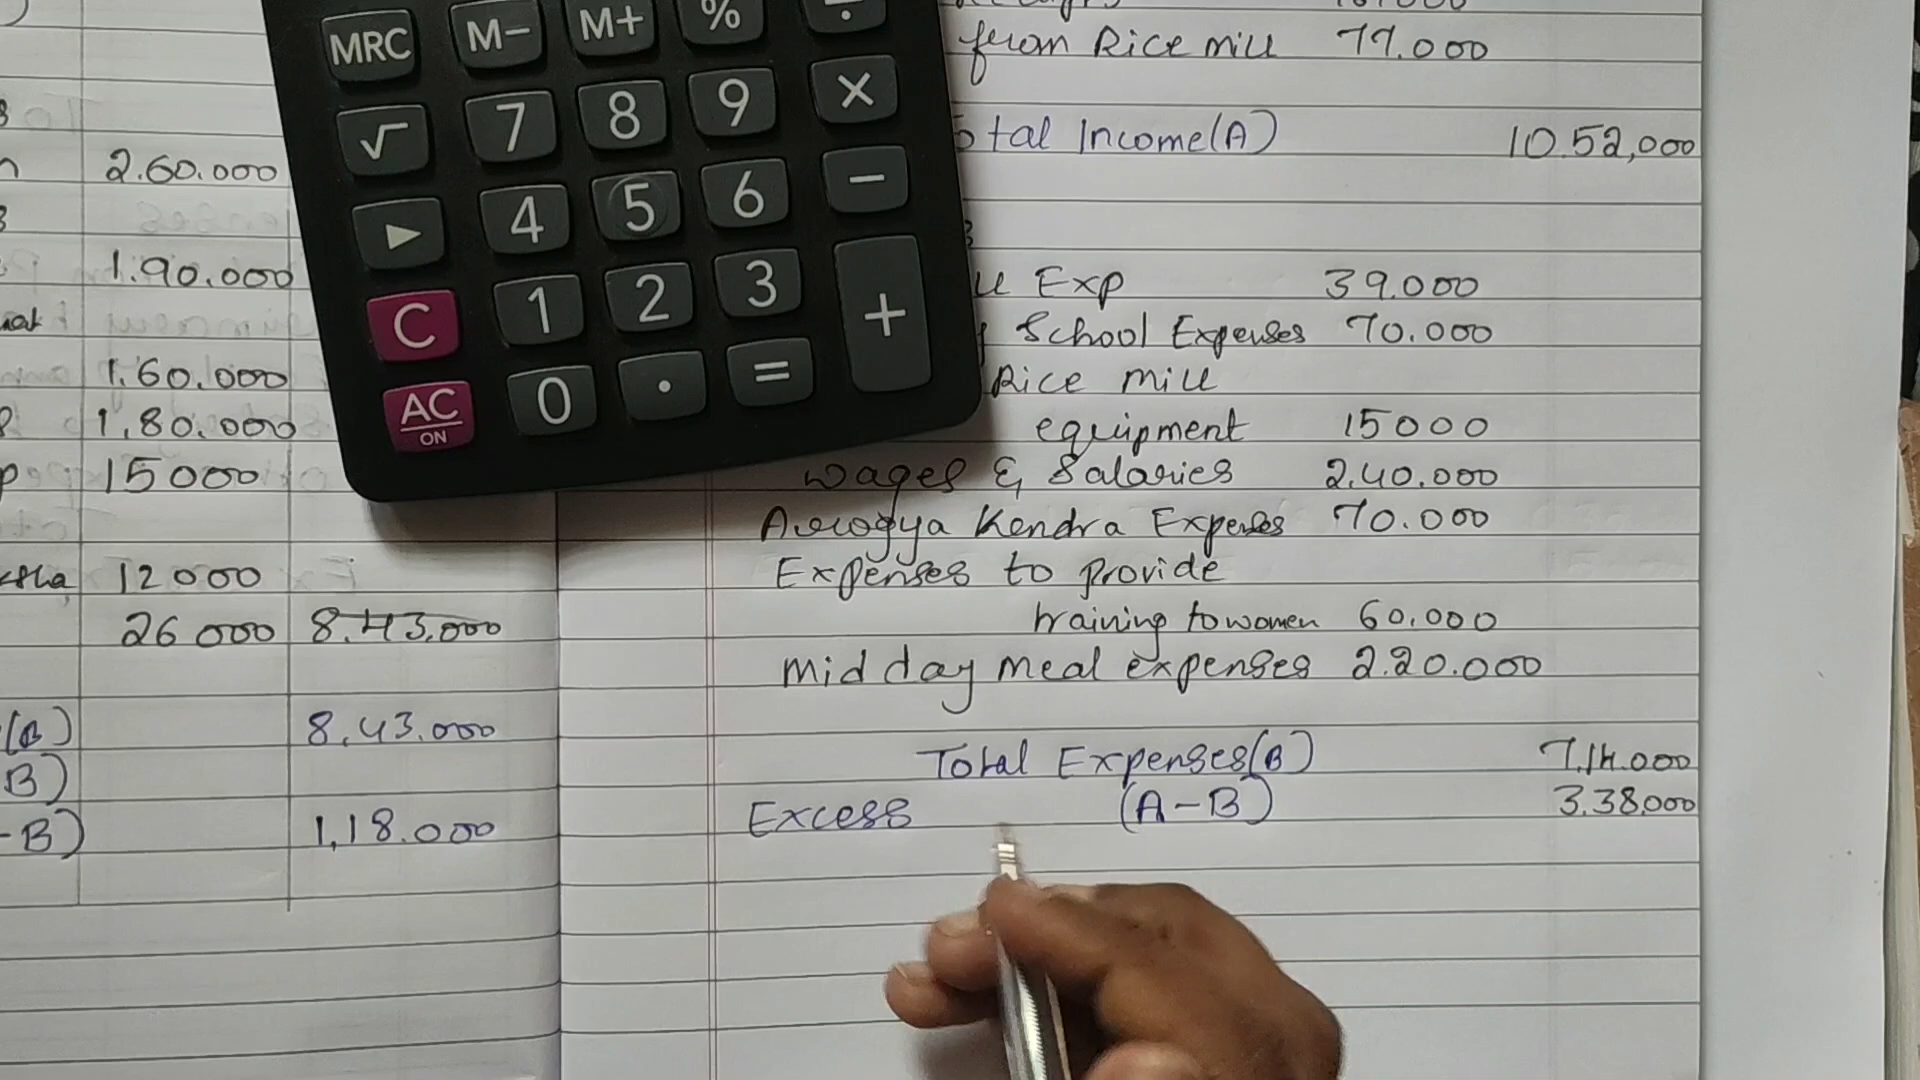 2.60.000
1.90.000
1.60.000
1,80.000
15000
12000
26000 8.43.000
(B) 8,43.000
B)
-B) 1,18.000
MRC M- M+ % ÷
√ 7 8 9 ×
▶ 4 5 6 −
C 1 2 3 +
AC/ON 0 . =
from Rice mill 77.000
otal Income(A) 10.52,000
Exp 39.000
School Expenses 70.000
Rice mill
equipment 15000
wages & Salaries 2.40.000
Aurogya Kendra Expenses 70.000
Expenses to provide
training to women 60.000
mid day meal expenses 2.20.000
Total Expenses(B) 7.14.000
Excess (A-B) 3.38.000